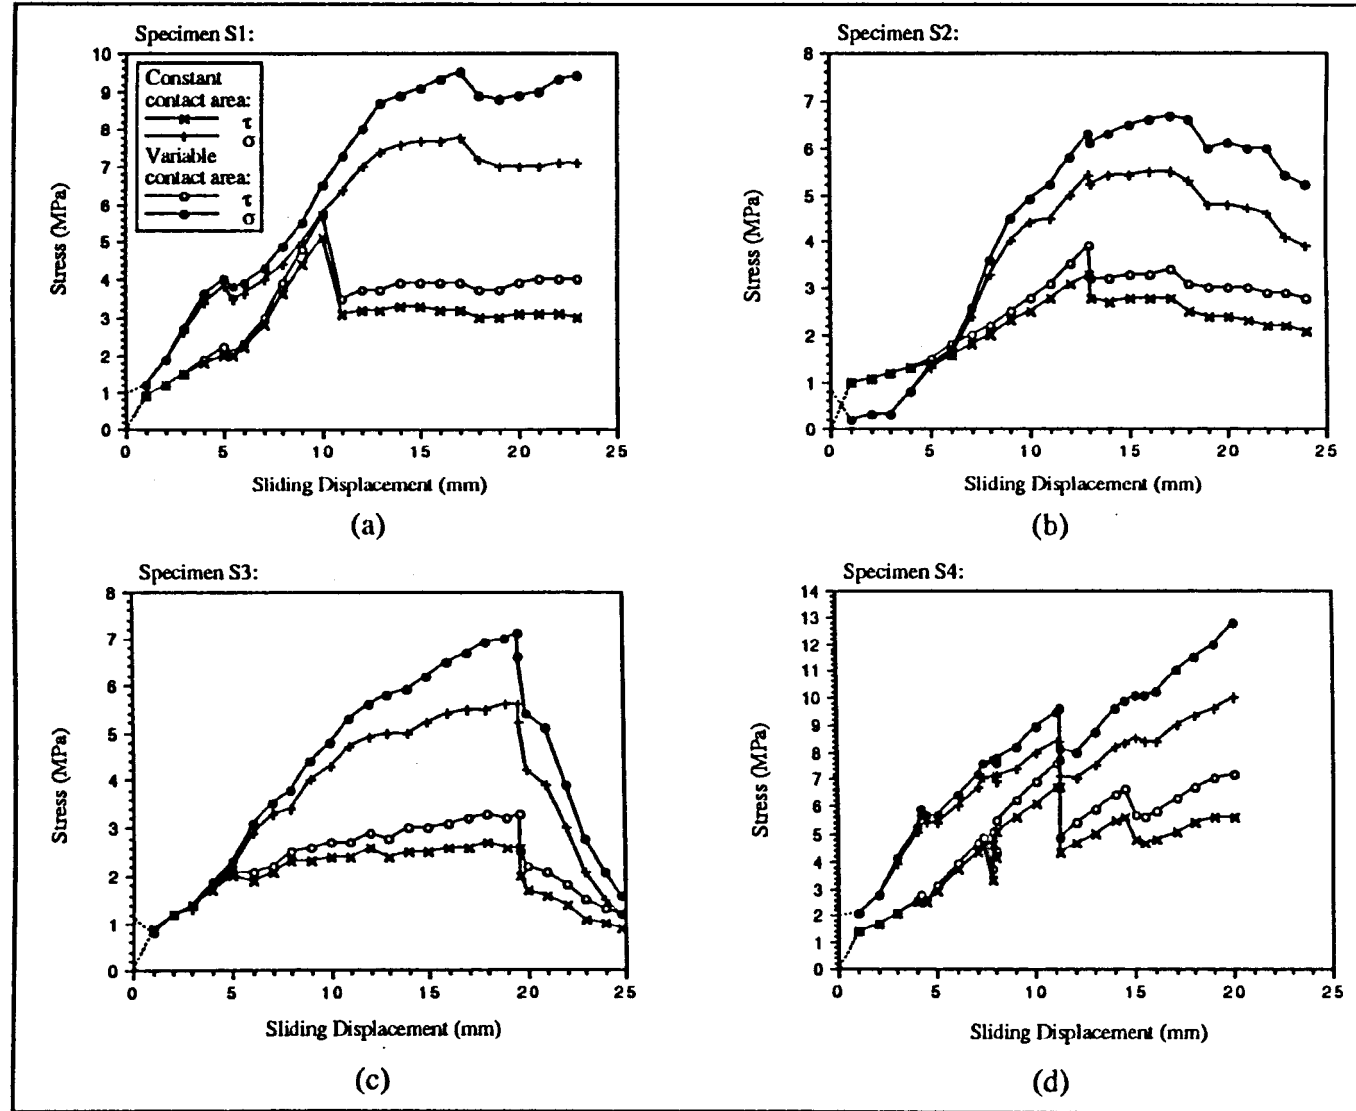 Specimen S1:
10
9
8
7
6
5
4
3
2
1
0
Stress (MPa)
Constant
contact area:
τ
σ
Variable
contact area:
τ
σ
0 5 10 15 20 25
Sliding Displacement (mm)
(a)
Specimen S2:
8
7
6
5
4
3
2
1
0
Stress (MPa)
0 5 10 15 20 25
Sliding Displacement (mm)
(b)
Specimen S3:
8
7
6
5
4
3
2
1
0
Stress (MPa)
0 5 10 15 20 25
Sliding Displacement (mm)
(c)
Specimen S4:
14
13
12
11
10
9
8
7
6
5
4
3
2
1
0
Stress (MPa)
0 5 10 15 20 25
Sliding Displacement (mm)
(d)